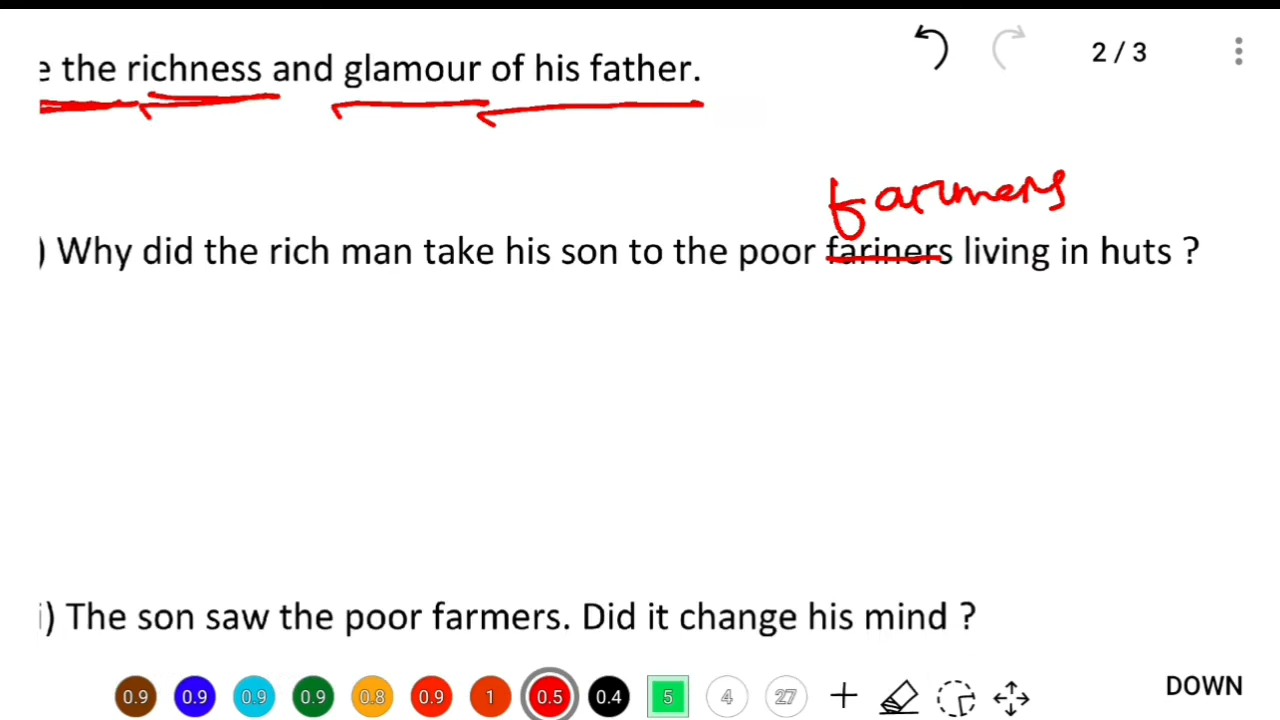 e the richness and glamour of his father.
2 / 3
farmers
) Why did the rich man take his son to the poor fariners living in huts ?
i) The son saw the poor farmers. Did it change his mind ?
0.9 0.9 0.9 0.9 0.8 0.9 1 0.5 0.4 5 4 27
DOWN